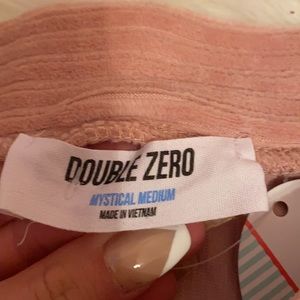 DOUBLE ZERO
MYSTICAL MEDIUM
MADE IN VIETNAM